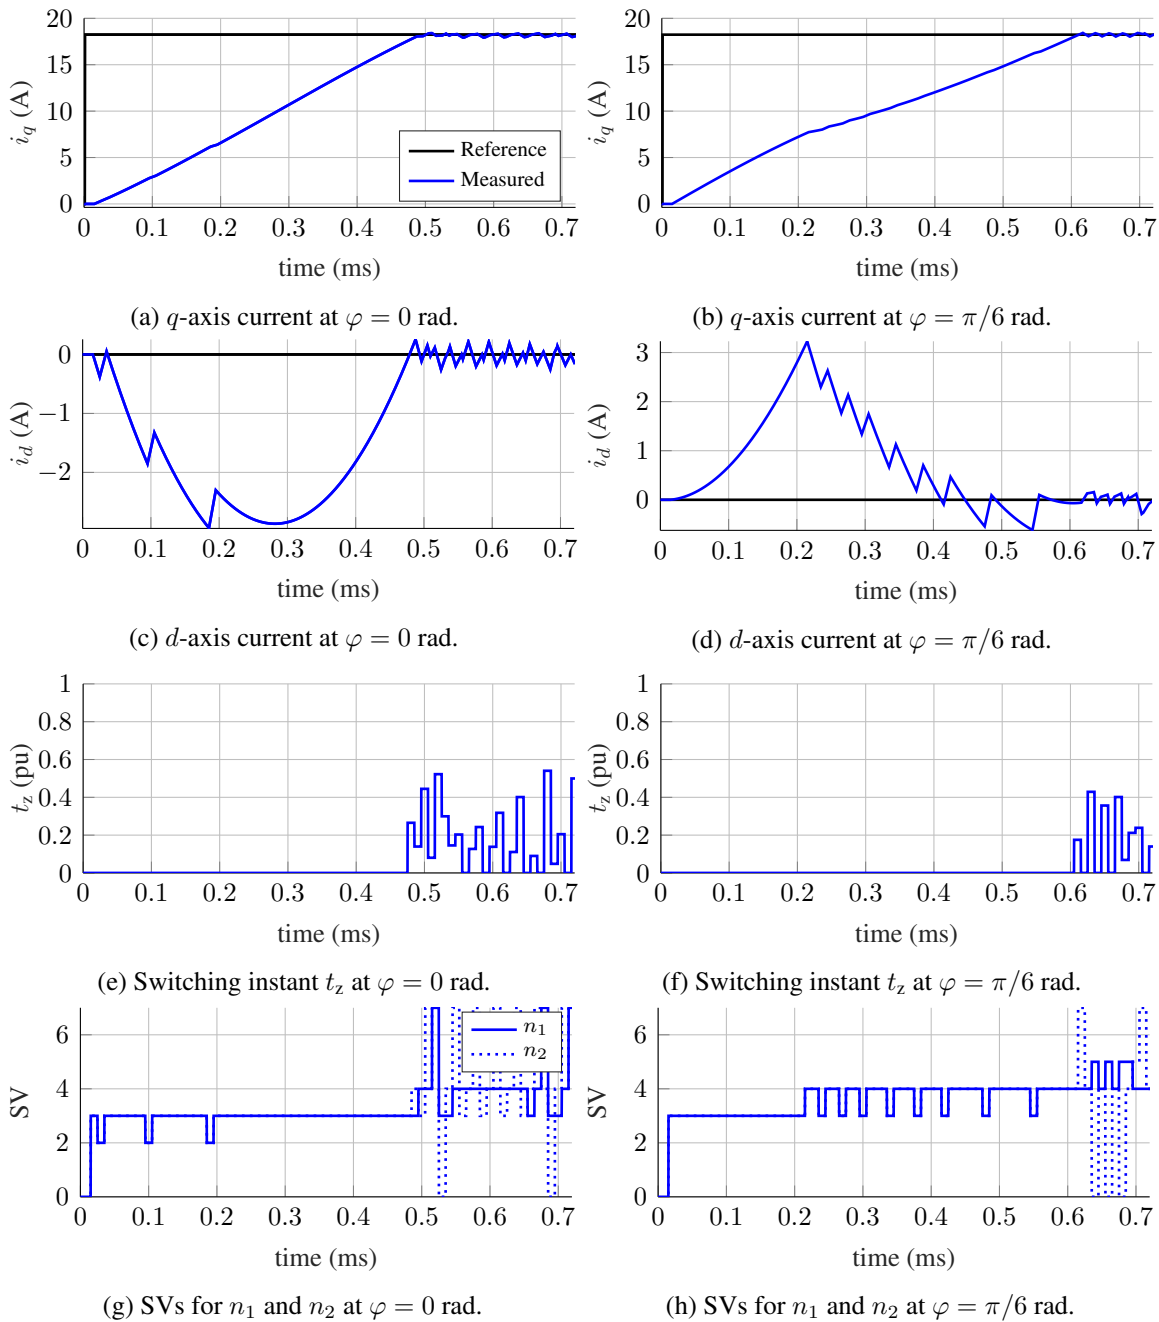 20
15
10
5
0
i_q (A)
Reference
Measured
0 0.1 0.2 0.3 0.4 0.5 0.6 0.7
time (ms)
(a) q-axis current at φ = 0 rad.
20
15
10
5
0
i_q (A)
0 0.1 0.2 0.3 0.4 0.5 0.6 0.7
time (ms)
(b) q-axis current at φ = π/6 rad.
0
−1
−2
i_d (A)
0 0.1 0.2 0.3 0.4 0.5 0.6 0.7
time (ms)
(c) d-axis current at φ = 0 rad.
3
2
1
0
i_d (A)
0 0.1 0.2 0.3 0.4 0.5 0.6 0.7
time (ms)
(d) d-axis current at φ = π/6 rad.
1
0.8
0.6
0.4
0.2
0
t_z (pu)
0 0.1 0.2 0.3 0.4 0.5 0.6 0.7
time (ms)
(e) Switching instant t_z at φ = 0 rad.
1
0.8
0.6
0.4
0.2
0
t_z (pu)
0 0.1 0.2 0.3 0.4 0.5 0.6 0.7
time (ms)
(f) Switching instant t_z at φ = π/6 rad.
6
4
2
0
SV
n_1
n_2
0 0.1 0.2 0.3 0.4 0.5 0.6 0.7
time (ms)
(g) SVs for n_1 and n_2 at φ = 0 rad.
6
4
2
0
SV
0 0.1 0.2 0.3 0.4 0.5 0.6 0.7
time (ms)
(h) SVs for n_1 and n_2 at φ = π/6 rad.